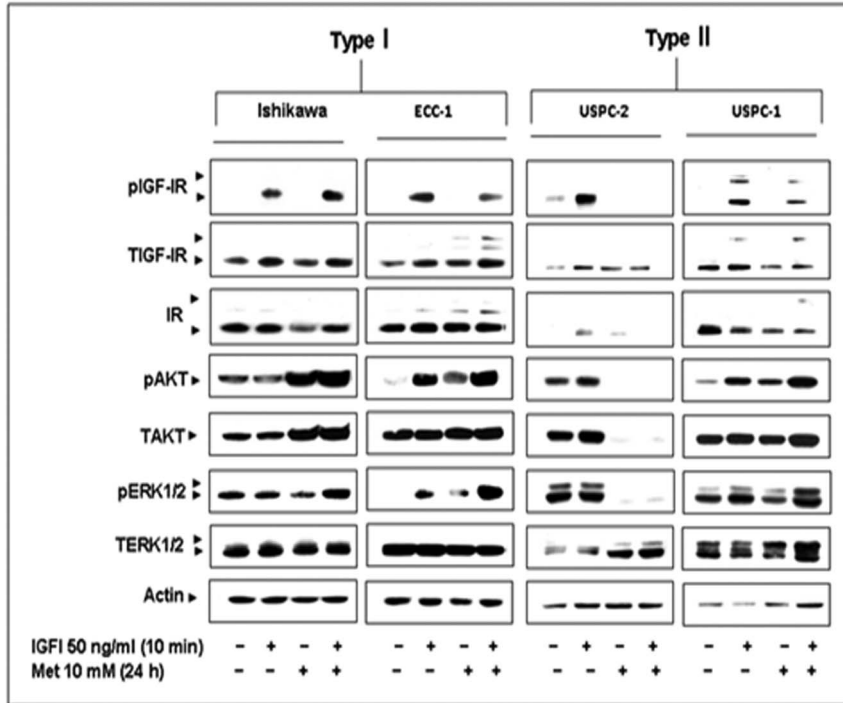 Type I Type II
Ishikawa ECC-1 USPC-2 USPC-1
pIGF-IR
TIGF-IR
IR
pAKT
TAKT
pERK1/2
TERK1/2
Actin
IGFI 50 ng/ml (10 min) - + - + - + - + - + - + - + - +
Met 10 mM (24 h) - - + + - - + + - - + + - - + +